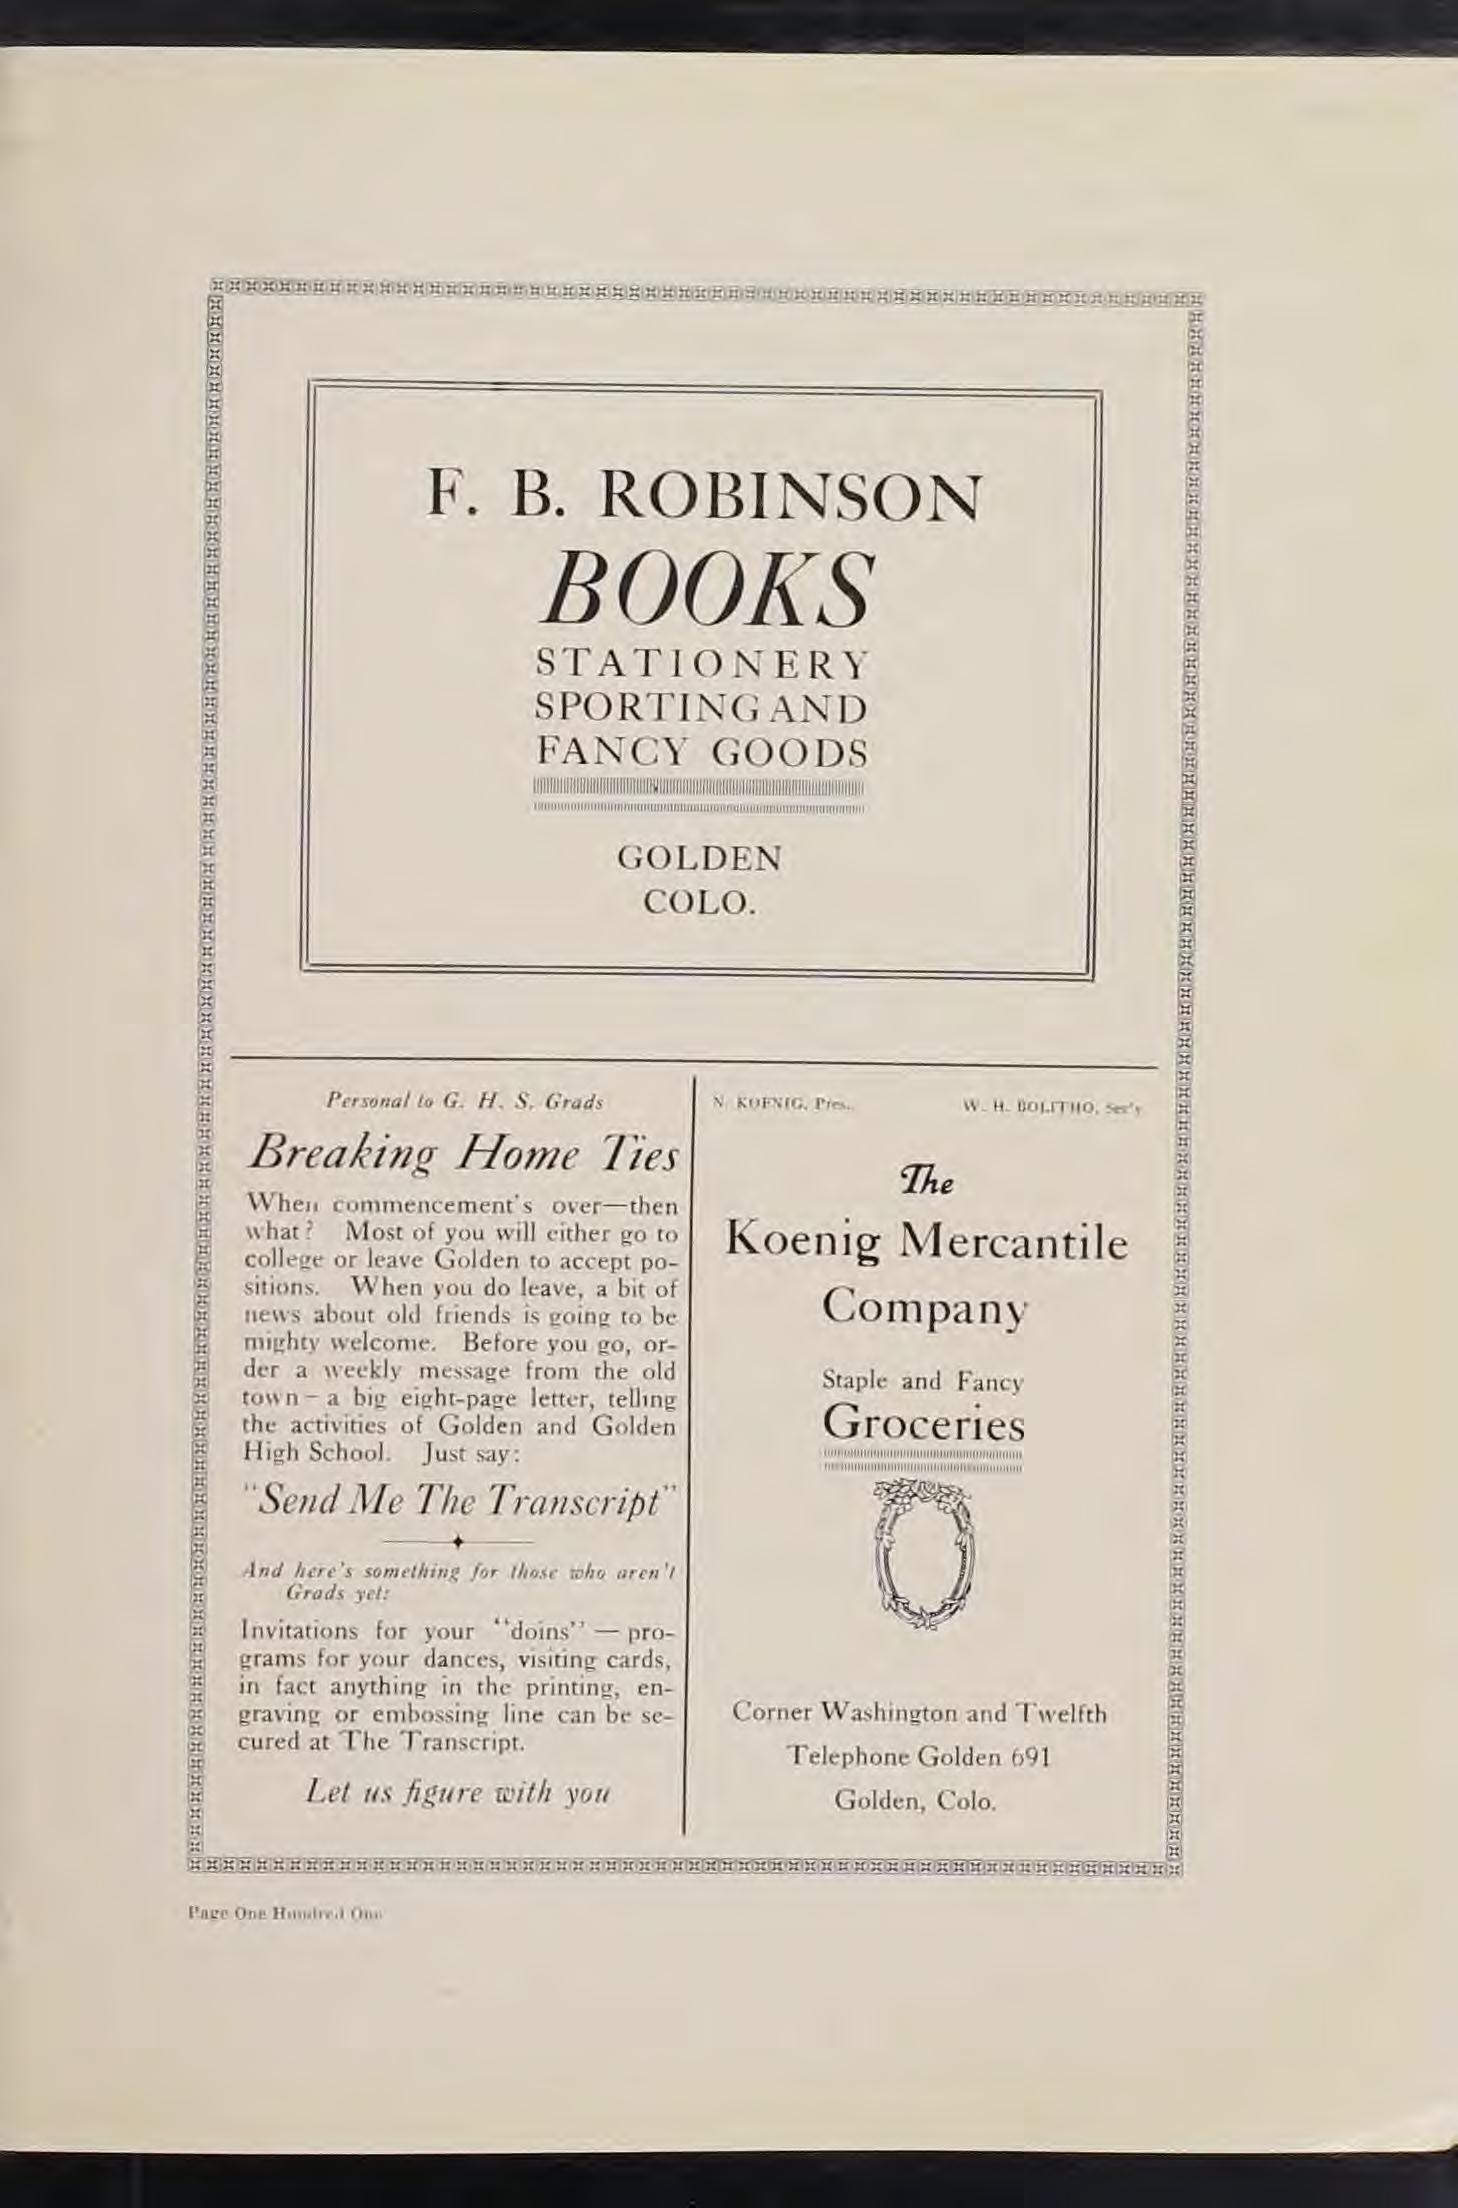 F. B. ROBINSON
BOOKS
STATIONERY
SPORTING AND
FANCY GOODS
GOLDEN
COLO.
Personal to G. H. S. Grads
Breaking Home Ties
When commencement's over—then
what? Most of you will either go to
college or leave Golden to accept po-
sitions. When you do leave, a bit of
news about old friends is going to be
mighty welcome. Before you go, or-
der a weekly message from the old
town – a big eight-page letter, telling
the activities of Golden and Golden
High School. Just say:
"Send Me The Transcript"
And here's something for those who aren't
Grads yet:
Invitations for your "doins" — pro-
grams for your dances, visiting cards,
in fact anything in the printing, en-
graving or embossing line can be se-
cured at The Transcript.
Let us figure with you
N. KOENIG, Pres.. W. H. BOLITHO, Sec'y
The
Koenig Mercantile
Company
Staple and Fancy
Groceries
Corner Washington and Twelfth
Telephone Golden 691
Golden, Colo.
Page One Hundred One